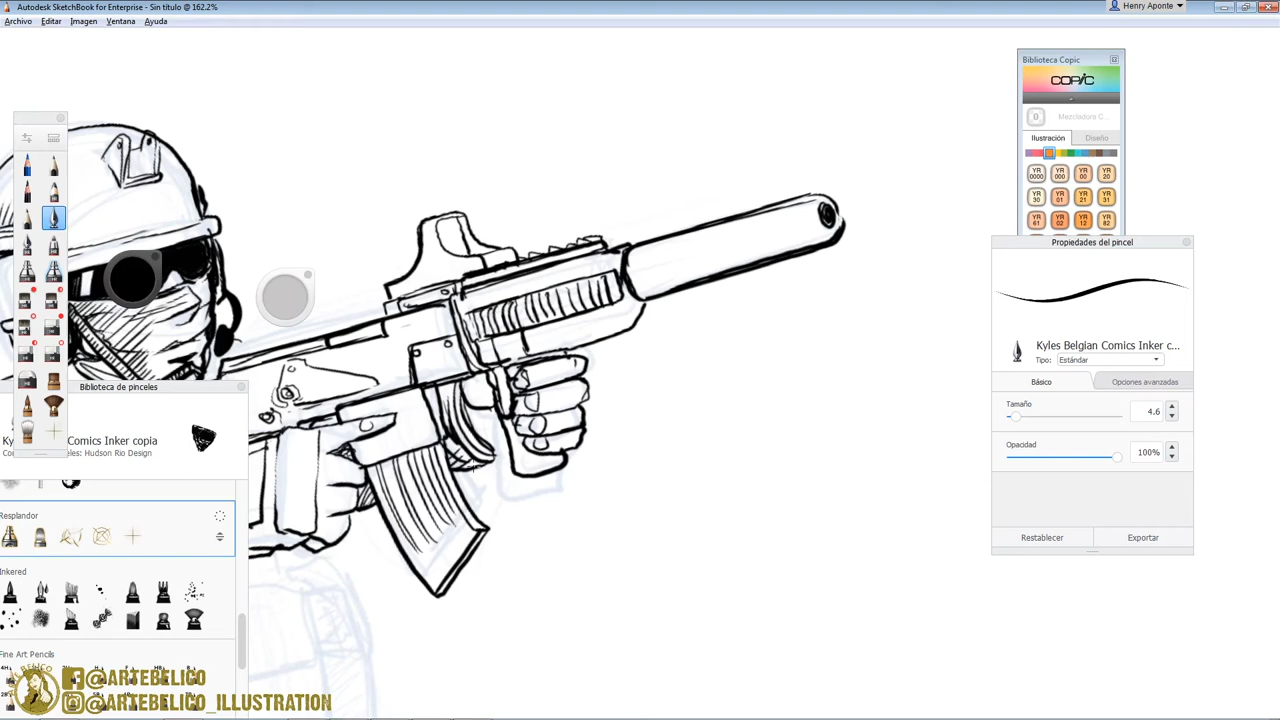 Autodesk SketchBook for Enterprise - Sin título @ 162.2%
Henry Aponte
Archivo Editar Imagen Ventana Ayuda
Biblioteca Copic
COPIC
0 Mezcladora C...
Ilustración Diseño
YR 0000 YR 000 YR 00 YR 20
YR 30 YR 01 YR 21 YR 31
YR 61 YR 02 YR 12 YR 82
Propiedades del pincel
Kyles Belgian Comics Inker c...
Tipo: Estándar
Básico Opciones avanzadas
Tamaño
4.6
Opacidad
100%
Restablecer Exportar
Biblioteca de pinceles
Comics Inker copia
Hudson Rio Design
Resplandor
Inkered
Fine Art Pencils
@ARTEBELICO
@ARTEBELICO_ILLUSTRATION